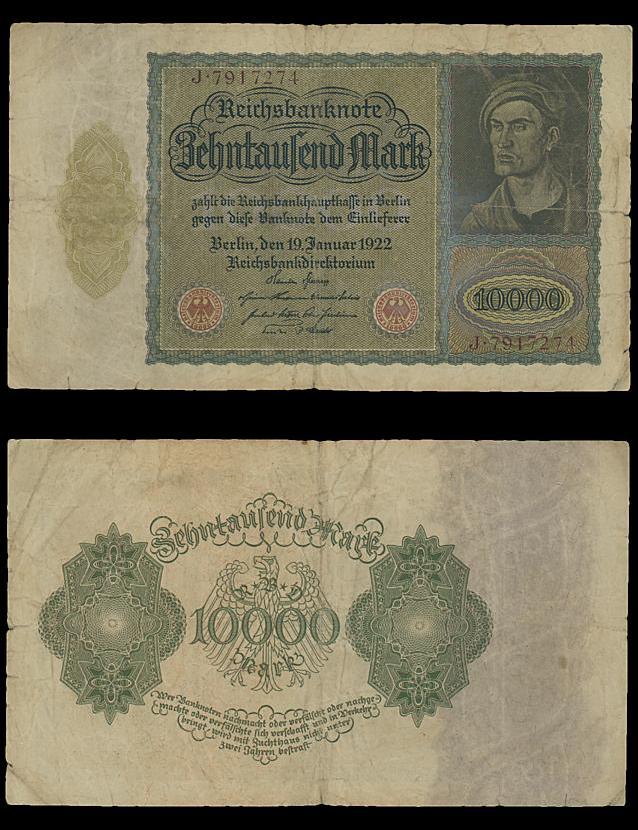 J·7917274
Reichsbanknote
Zehntausend Mark
zahlt die Reichsbankhauptkasse in Berlin
gegen diese Banknote dem Einlieferer
Berlin, den 19. Januar 1922
Reichsbankdirektorium
10000
J·7917274
Zehntausend Mark
R B D
10000
Mark
Wer Banknoten nachmacht oder verfälscht oder nachge-
machte oder verfälschte sich verschafft und in Verkehr
bringt, wird mit Zuchthaus nicht unter
zwei Jahren bestraft